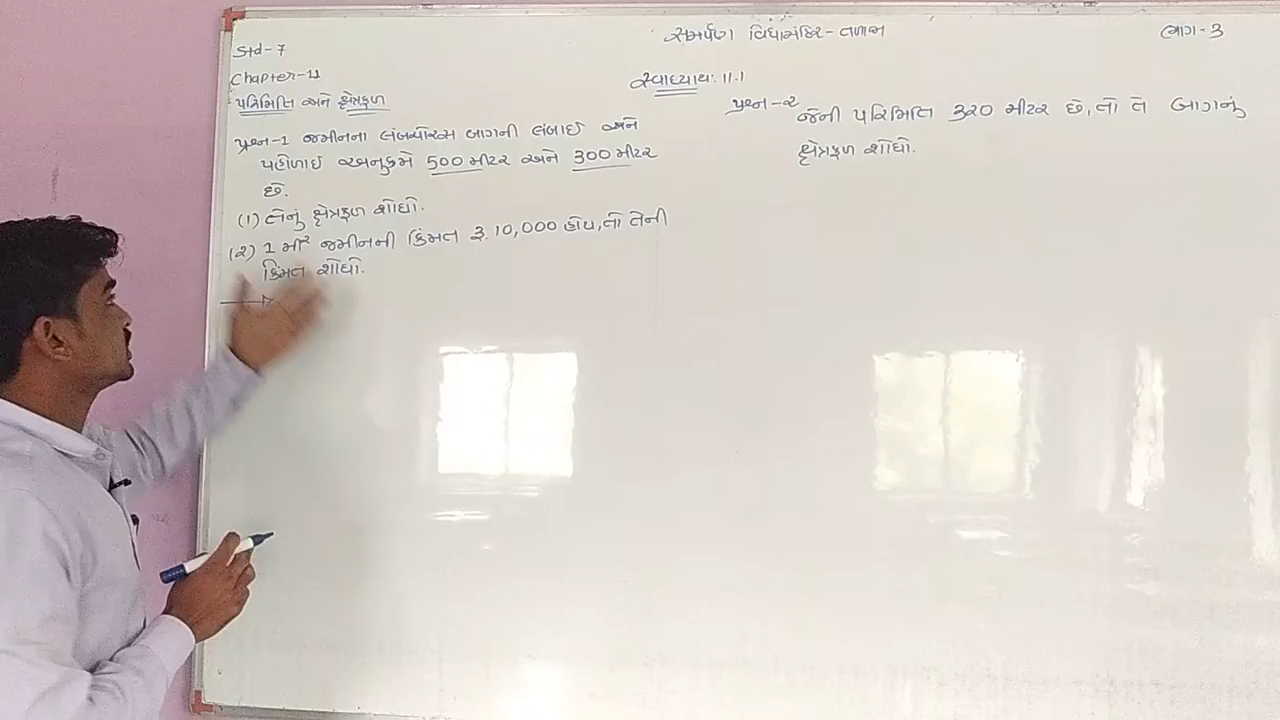 સમર્પણ વિદ્યામંદિર - તળાજા
ભાગ - ૩
Std - 7
Chapter - 11
પરિમિતિ અને ક્ષેત્રફળ
સ્વાધ્યાય: 11.1
પ્રશ્ન - 1 જમીનના લંબચોરસ બાગની લંબાઈ અને
પહોળાઈ અનુક્રમે 500 મીટર અને 300 મીટર
છે.
(1) તેનું ક્ષેત્રફળ શોધો.
(૨) 1 મી² જમીનની કિંમત રૂ. 10,000 હોય, તો તેની
કિંમત શોધો.
પ્રશ્ન - ૨ જેની પરિમિતિ ૩૨૦ મીટર છે, તો તે બાગનું
ક્ષેત્રફળ શોધો.